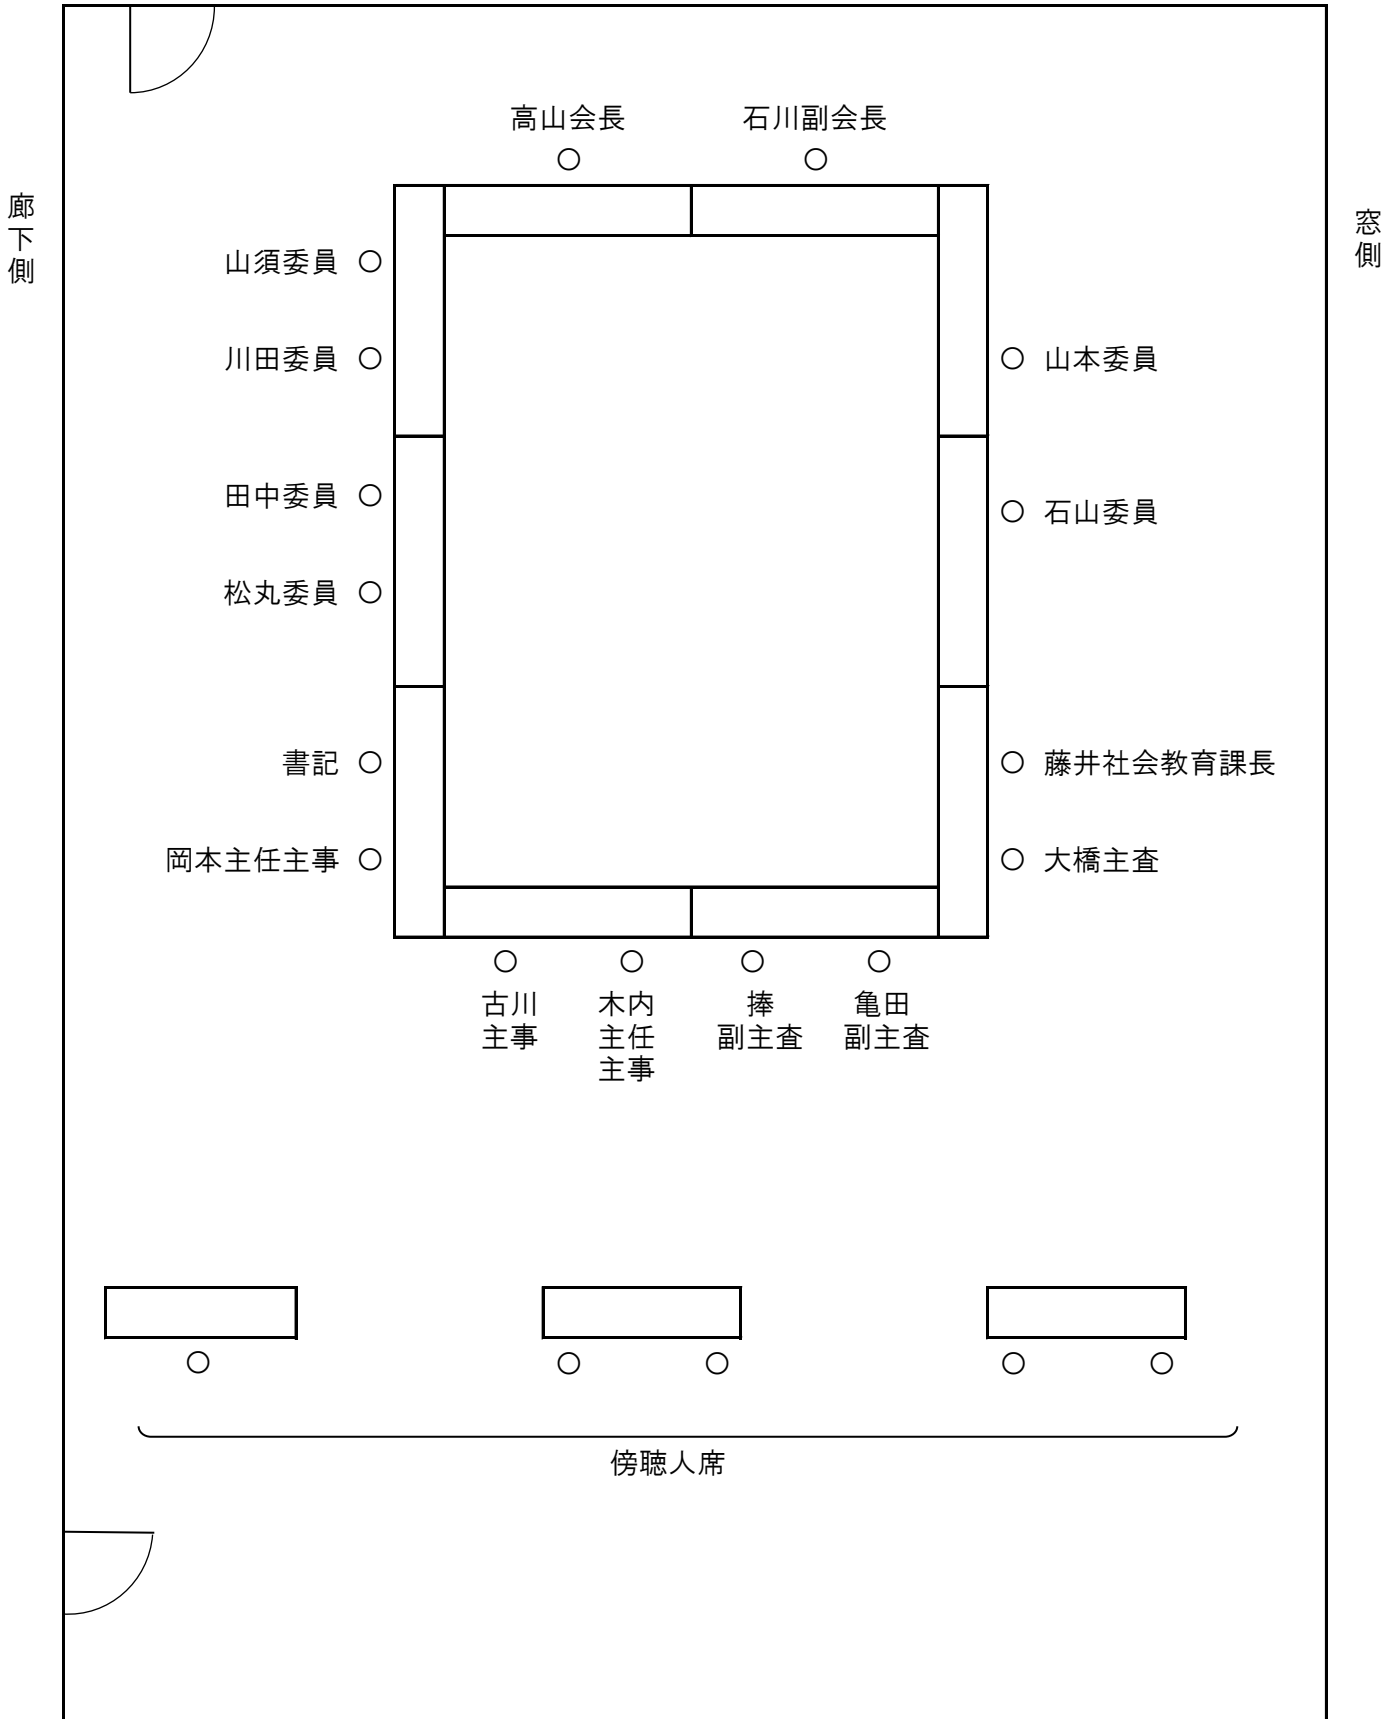 高山会長
石川副会長
廊下側
窓側
山須委員
川田委員
山本委員
田中委員
石山委員
松丸委員
書記
藤井社会教育課長
岡本主任主事
大橋主査
古川
主事
木内
主任
主事
捧
副主査
亀田
副主査
傍聴人席